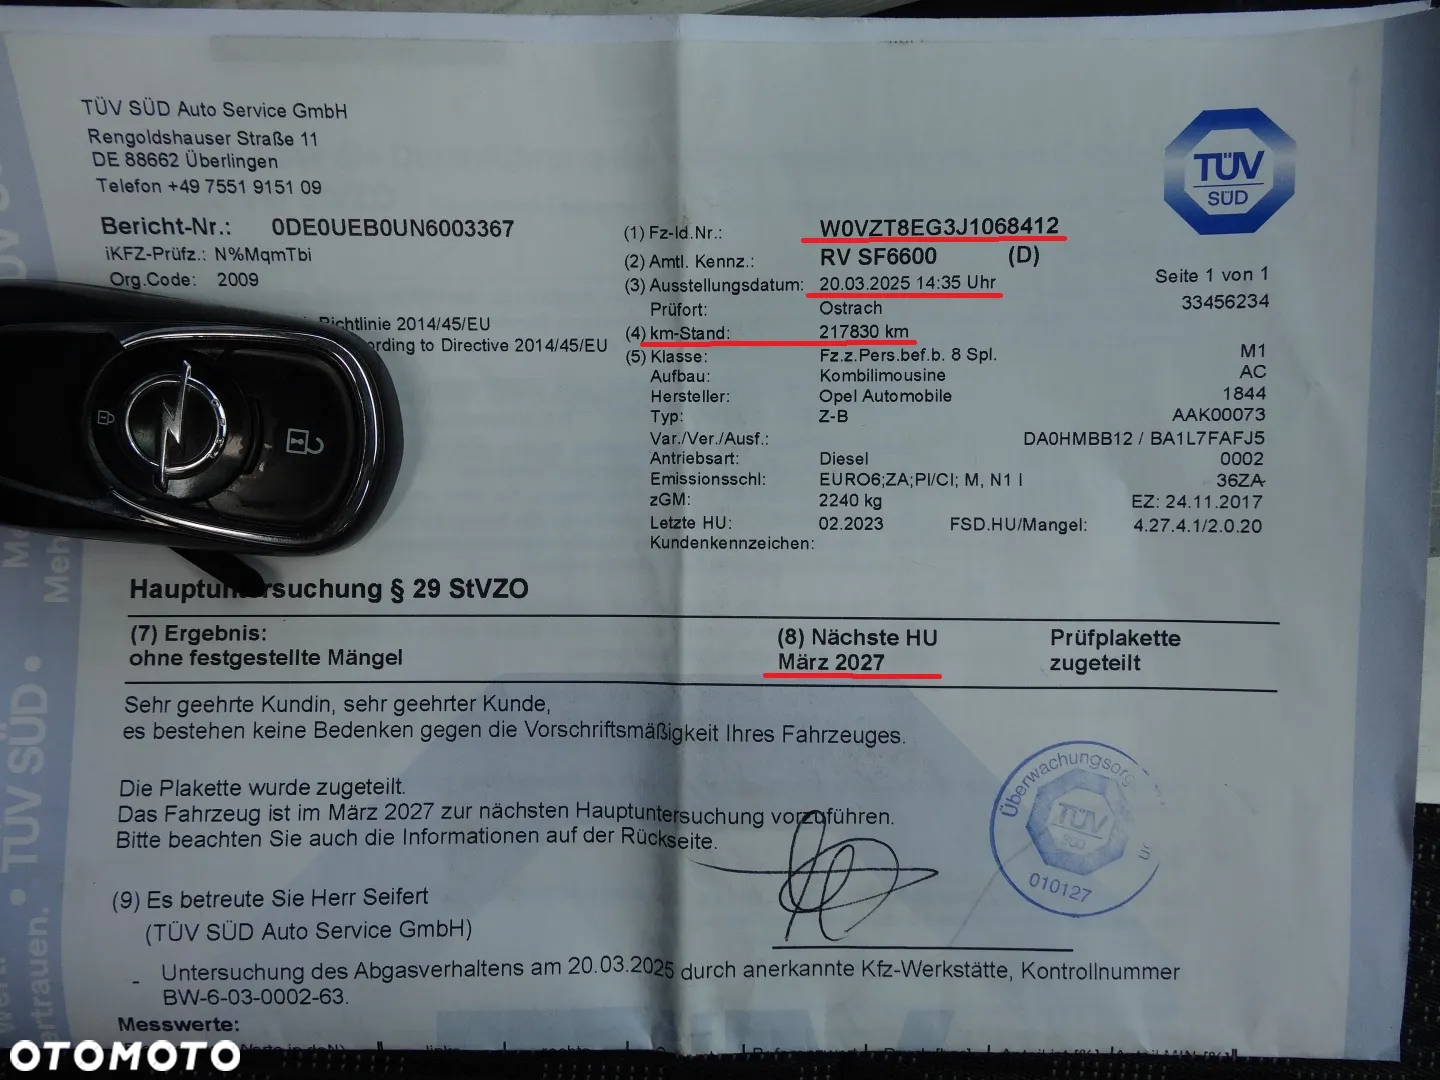 TÜV SÜD Auto Service GmbH
Rengoldshauser Straße 11
DE 88662 Überlingen
Telefon +49 7551 9151 09
TÜV
SÜD
Bericht-Nr.: 0DE0UEB0UN6003367
iKFZ-Prüfz.: N%MqmTbi
Org.Code: 2009
Richtlinie 2014/45/EU
to Directive 2014/45/EU
(1) Fz-Id.Nr.: W0VZT8EG3J1068412
(2) Amtl. Kennz.: RV SF6600 (D)
(3) Ausstellungsdatum: 20.03.2025 14:35 Uhr
Seite 1 von 1
Prüfort: Ostrach
33456234
(4) km-Stand: 217830 km
(5) Klasse: Fz.z.Pers.bef.b. 8 Spl. M1
Aufbau: Kombilimousine AC
Hersteller: Opel Automobile 1844
Typ: Z-B AAK00073
Var./Ver./Ausf.: DA0HMBB12 / BA1L7FAFJ5
Antriebsart: Diesel 0002
Emissionsschl: EURO6;ZA;PI/CI; M, N1 I 36ZA
zGM: 2240 kg EZ: 24.11.2017
Letzte HU: 02.2023 FSD.HU/Mangel: 4.27.4.1/2.0.20
Kundenkennzeichen:
Hauptuntersuchung § 29 StVZO
(7) Ergebnis: (8) Nächste HU Prüfplakette
ohne festgestellte Mängel März 2027 zugeteilt
Sehr geehrte Kundin, sehr geehrter Kunde,
es bestehen keine Bedenken gegen die Vorschriftsmäßigkeit Ihres Fahrzeuges.
Die Plakette wurde zugeteilt.
Das Fahrzeug ist im März 2027 zur nächsten Hauptuntersuchung vorzuführen.
Bitte beachten Sie auch die Informationen auf der Rückseite.
TÜV
SÜD
010127
(9) Es betreute Sie Herr Seifert
(TÜV SÜD Auto Service GmbH)
- Untersuchung des Abgasverhaltens am 20.03.2025 durch anerkannte Kfz-Werkstätte, Kontrollnummer
BW-6-03-0002-63.
Messwerte:
TÜV SÜD
OTOMOTO